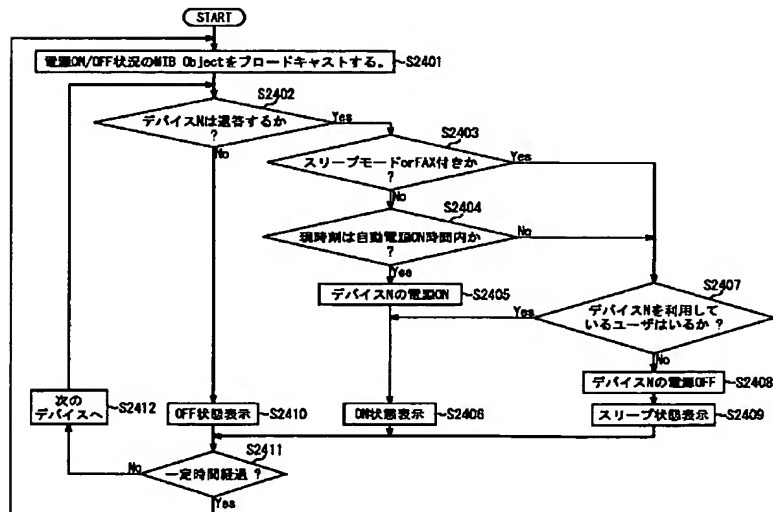 START
電源ON/OFF状況のMIB Objectをブロードキャストする。
S2401
S2402
デバイスNは返答するか
?
Yes
No
S2403
スリープモードorFAX付きか
?
Yes
No
S2404
現時刻は自動電源ON時間内か
?
No
Yes
デバイスNの電源ON
S2405
S2407
デバイスNを利用して
いるユーザはいるか ?
Yes
No
デバイスNの電源OFF
S2408
次の
デバイスへ
S2412
OFF状態表示
S2410
ON状態表示
S2406
スリープ状態表示
S2409
S2411
一定時間経過 ?
No
Yes